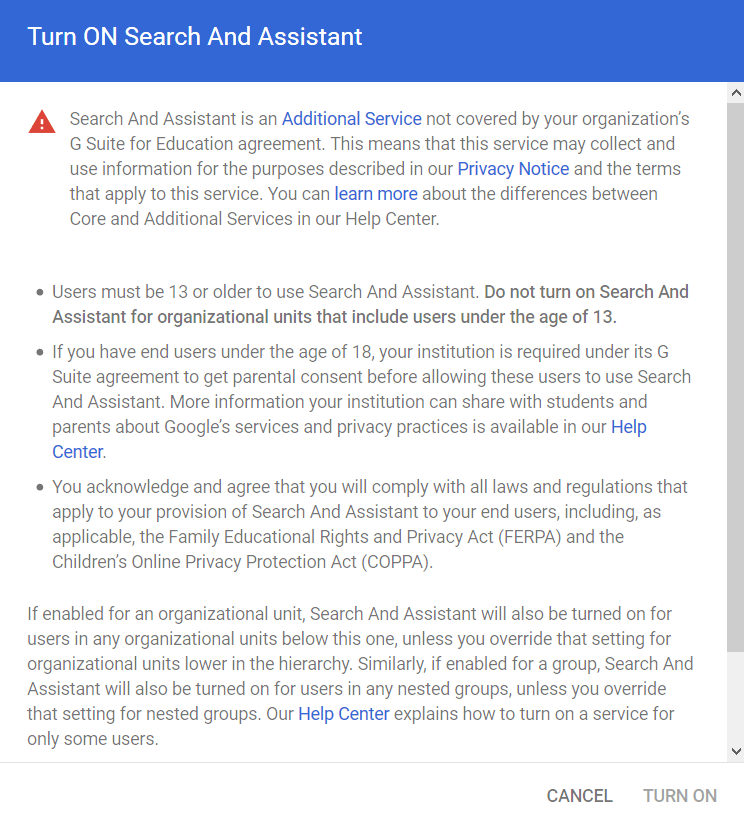 Turn ON Search And Assistant
Search And Assistant is an Additional Service not covered by your organization's
G Suite for Education agreement. This means that this service may collect and
use information for the purposes described in our Privacy Notice and the terms
that apply to this service. You can learn more about the differences between
Core and Additional Services in our Help Center.
• Users must be 13 or older to use Search And Assistant. Do not turn on Search And
Assistant for organizational units that include users under the age of 13.
• If you have end users under the age of 18, your institution is required under its G
Suite agreement to get parental consent before allowing these users to use Search
And Assistant. More information your institution can share with students and
parents about Google's services and privacy practices is available in our Help
Center.
• You acknowledge and agree that you will comply with all laws and regulations that
apply to your provision of Search And Assistant to your end users, including, as
applicable, the Family Educational Rights and Privacy Act (FERPA) and the
Children's Online Privacy Protection Act (COPPA).
If enabled for an organizational unit, Search And Assistant will also be turned on for
users in any organizational units below this one, unless you override that setting for
organizational units lower in the hierarchy. Similarly, if enabled for a group, Search And
Assistant will also be turned on for users in any nested groups, unless you override
that setting for nested groups. Our Help Center explains how to turn on a service for
only some users.
CANCEL TURN ON